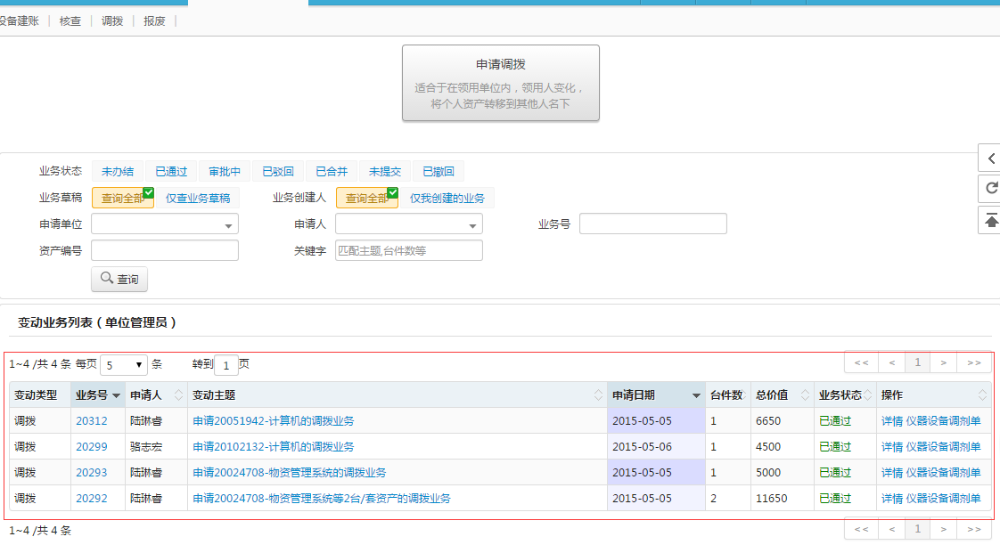 设备建账 | 核查 | 调拨 | 报废 |
申请调拨
适合于在领用单位内，领用人变化，
将个人资产转移到其他人名下
业务状态 未办结 已通过 审批中 已驳回 已合并 未提交 已撤回
业务草稿 查询全部 仅查业务草稿 业务创建人 查询全部 仅我创建的业务
申请单位 申请人 业务号
资产编号 关键字 匹配主题,台件数等
查询
变动业务列表（单位管理员）
1~4 /共 4 条 每页 5 条 转到 1 页 << < 1 > >>
变动类型 业务号 申请人 变动主题 申请日期 台件数 总价值 业务状态 操作
调拨 20312 陆琳睿 申请20051942-计算机的调拨业务 2015-05-05 1 6650 已通过 详情 仪器设备调剂单
调拨 20299 骆志宏 申请20102132-计算机的调拨业务 2015-05-06 1 4500 已通过 详情 仪器设备调剂单
调拨 20293 陆琳睿 申请20024708-物资管理系统的调拨业务 2015-05-05 1 5000 已通过 详情 仪器设备调剂单
调拨 20292 陆琳睿 申请20024708-物资管理系统等2台/套资产的调拨业务 2015-05-05 2 11650 已通过 详情 仪器设备调剂单
1~4 /共 4 条 << < 1 > >>